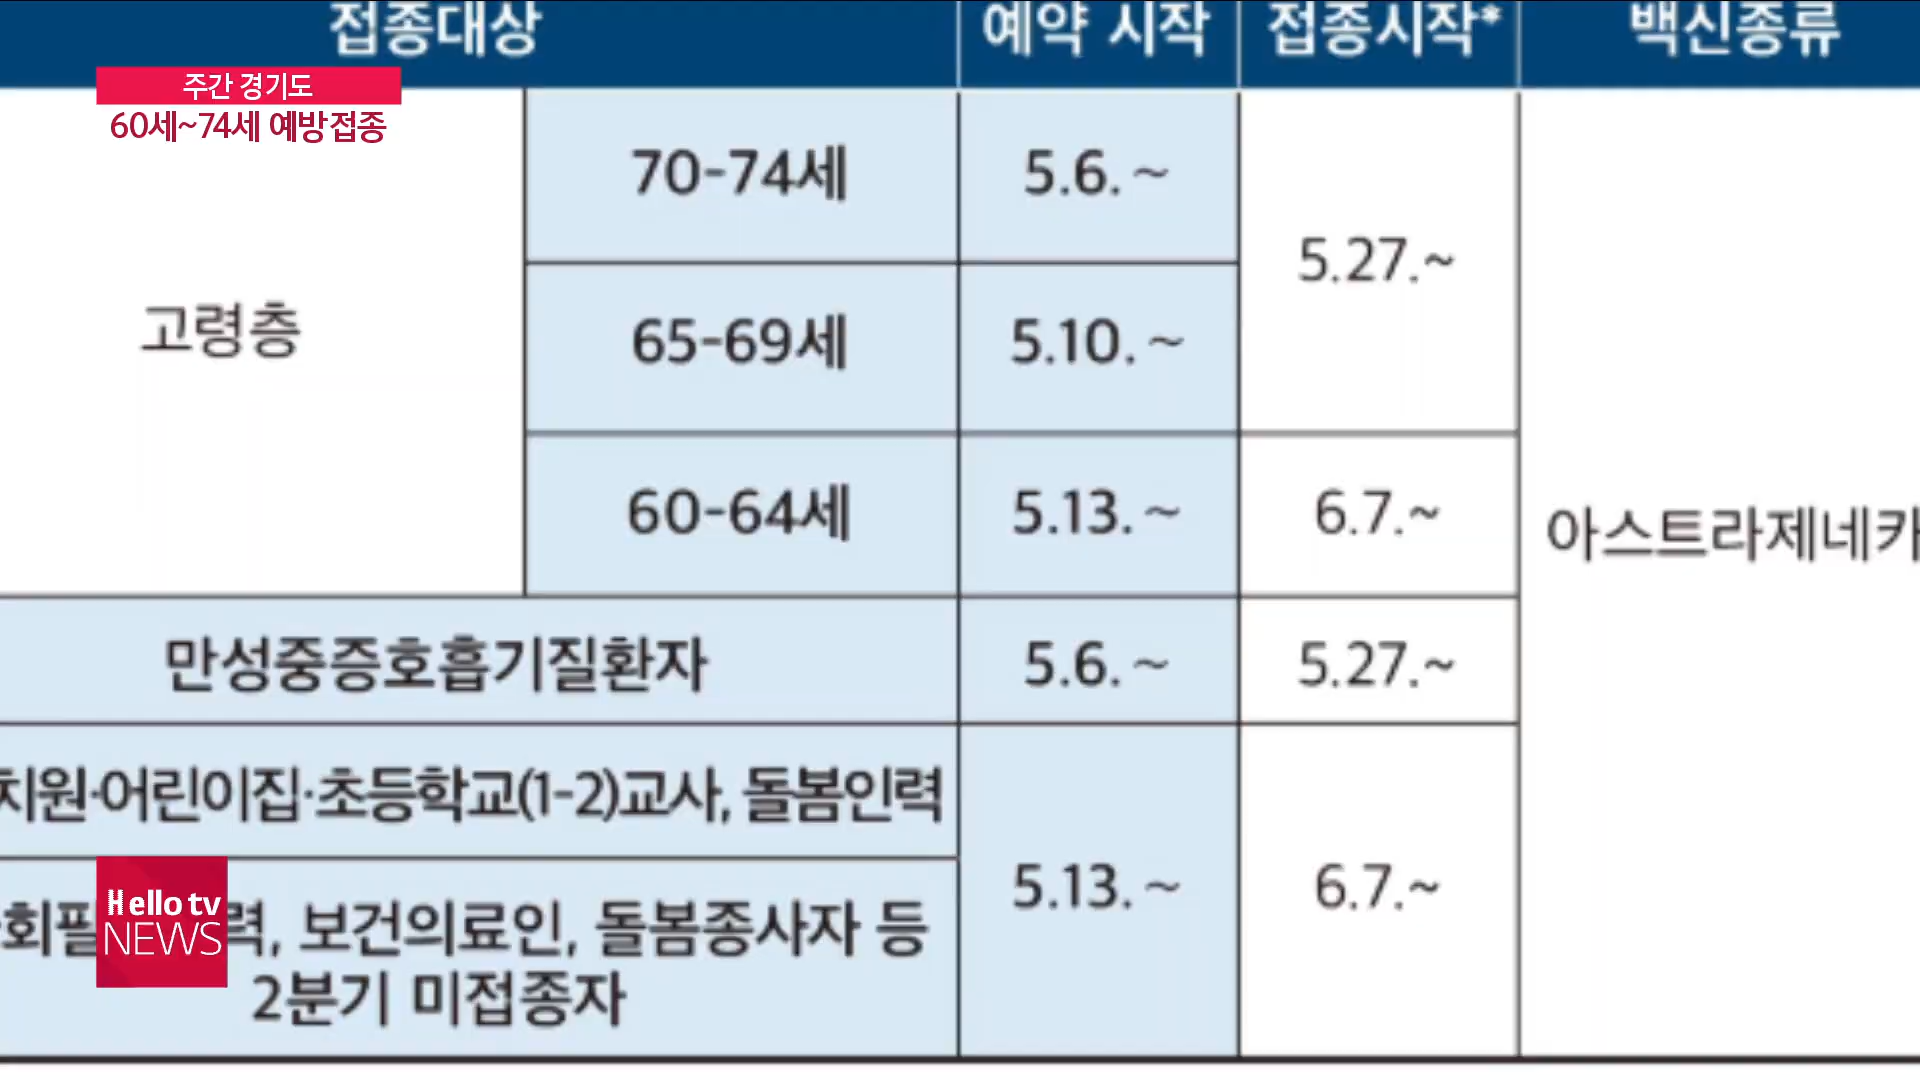 접종대상 예약 시작 접종시작* 백신종류
주간 경기도
60세~74세 예방접종
고령층
70-74세 5.6.~
5.27.~
65-69세 5.10.~
60-64세 5.13.~ 6.7.~
아스트라제네카
만성중증호흡기질환자 5.6.~ 5.27.~
치원·어린이집·초등학교(1-2)교사, 돌봄인력
5.13.~ 6.7.~
회필 력, 보건의료인, 돌봄종사자 등
2분기 미접종자
Hello tv
NEWS